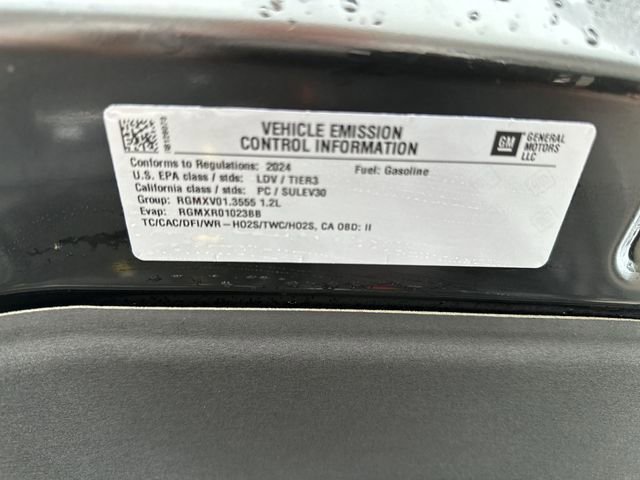 VEHICLE EMISSION
CONTROL INFORMATION
GM
GENERAL
MOTORS
LLC
Conforms to Regulations: 2024 Fuel: Gasoline
U.S. EPA class / stds: LDV / TIER3
California class / stds: PC / SULEV30
Group: RGMXV01.3555 1.2L
Evap: RGMXR0102388
TC/CAC/DFI/WR-HO2S/TWC/HO2S, CA OBD: II